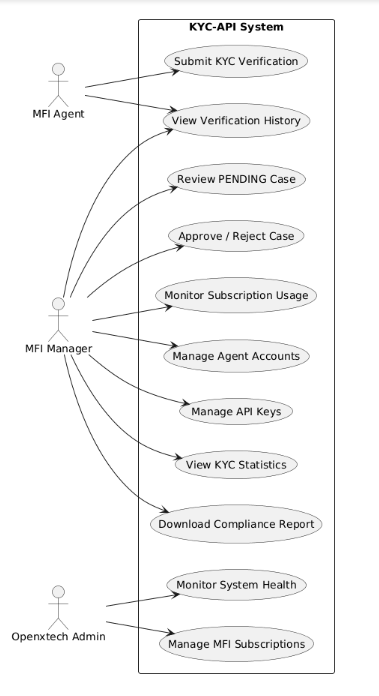 KYC-API System
Submit KYC Verification
MFI Agent
View Verification History
Review PENDING Case
Approve / Reject Case
Monitor Subscription Usage
MFI Manager
Manage Agent Accounts
Manage API Keys
View KYC Statistics
Download Compliance Report
Monitor System Health
Openxtech Admin
Manage MFI Subscriptions